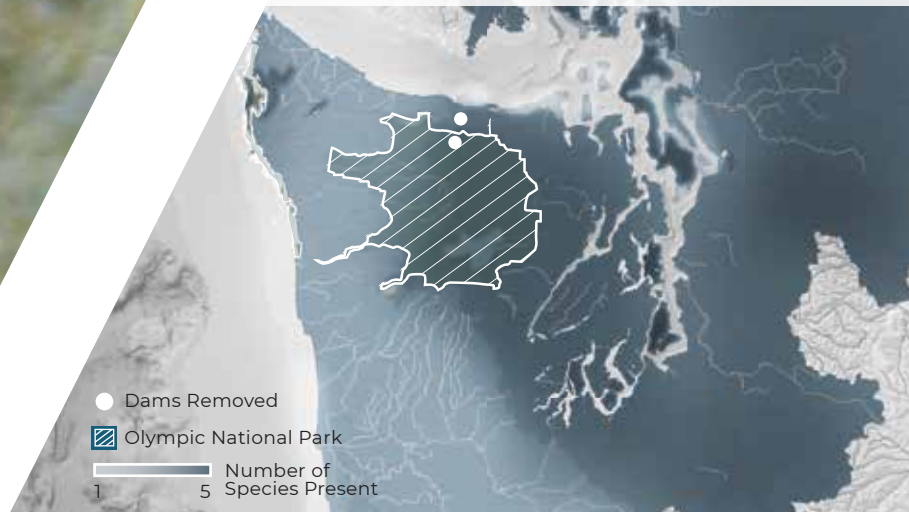 Dams Removed
Olympic National Park
Number of
1 5 Species Present